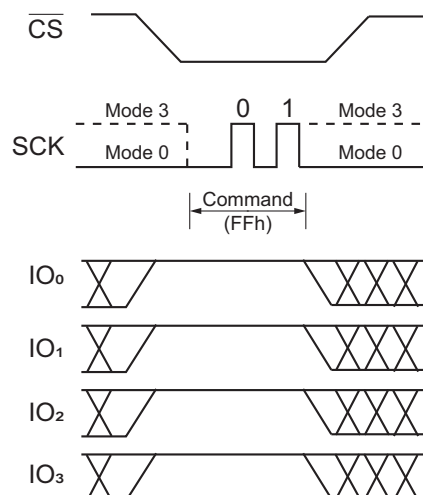 CS
0 1
Mode 3 Mode 3
SCK
Mode 0 Mode 0
Command
(FFh)
IO₀
IO₁
IO₂
IO₃